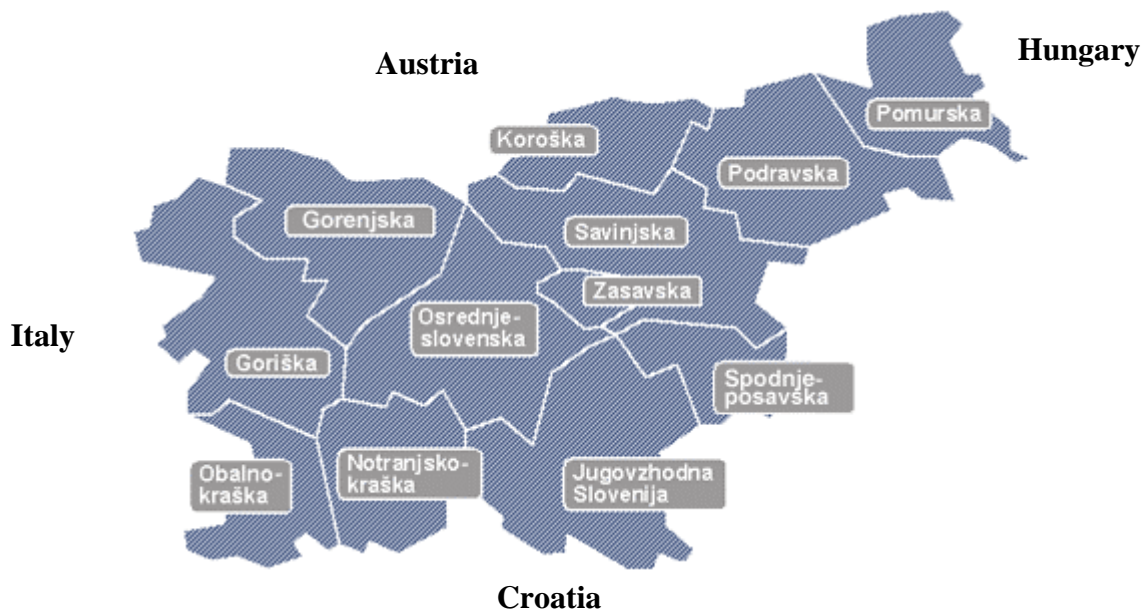 Austria
Hungary
Pomurska
Koroška
Podravska
Gorenjska
Savinjska
Zasavska
Osrednje-
slovenska
Italy
Goriška
Spodnje-
posavška
Obalno-
kraška
Notranjsko-
kraška
Jugovzhodna
Slovenija
Croatia